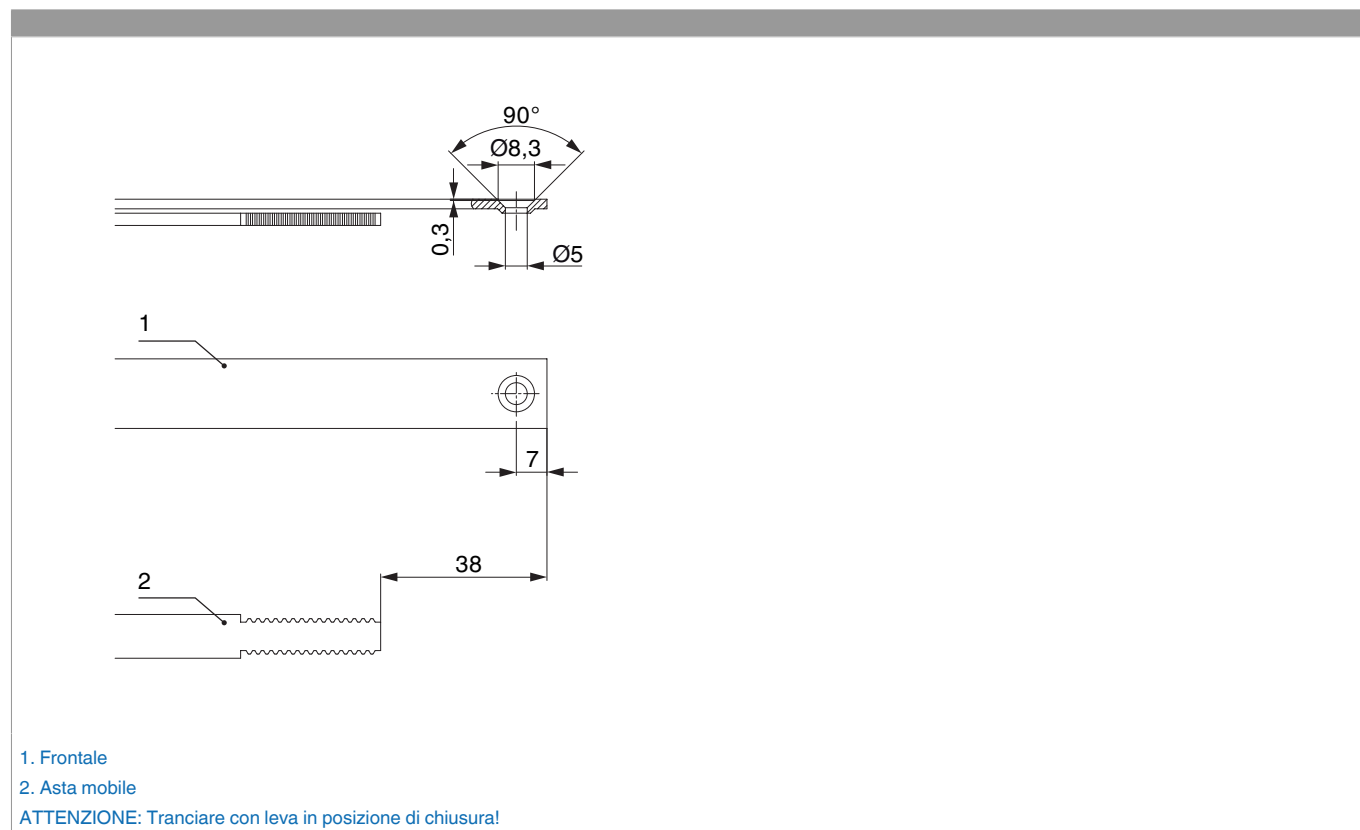 90°
Ø8,3
0,3
Ø5
1
7
38
2
1. Frontale
2. Asta mobile
ATTENZIONE: Tranciare con leva in posizione di chiusura!